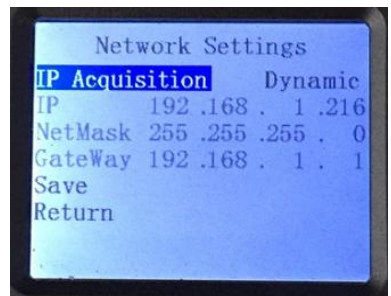 Network Settings
IP Acquisition Dynamic
IP 192 .168 . 1 .216
NetMask 255 .255 .255 . 0
GateWay 192 .168 . 1 . 1
Save
Return